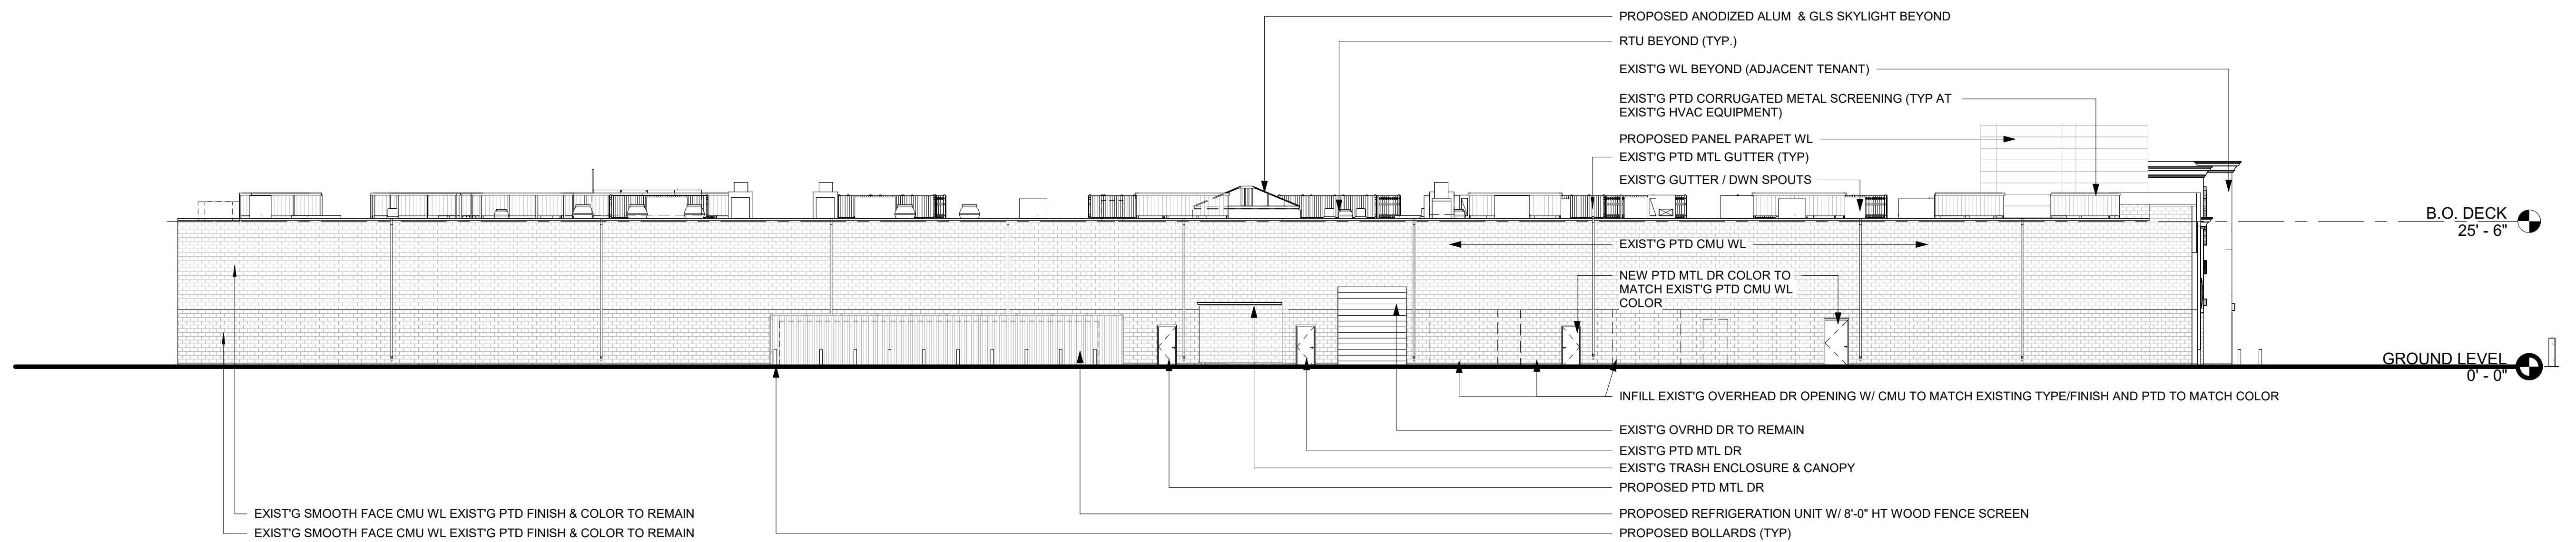 PROPOSED ANODIZED ALUM & GLS SKYLIGHT BEYOND
RTU BEYOND (TYP.)
EXIST'G WL BEYOND (ADJACENT TENANT)
EXIST'G PTD CORRUGATED METAL SCREENING (TYP AT
EXIST'G HVAC EQUIPMENT)
PROPOSED PANEL PARAPET WL
EXIST'G PTD MTL GUTTER (TYP)
EXIST'G GUTTER / DWN SPOUTS
B.O. DECK
25' - 6"
EXIST'G PTD CMU WL
NEW PTD MTL DR COLOR TO
MATCH EXIST'G PTD CMU WL
COLOR
GROUND LEVEL
0' - 0"
INFILL EXIST'G OVERHEAD DR OPENING W/ CMU TO MATCH EXISTING TYPE/FINISH AND PTD TO MATCH COLOR
EXIST'G OVRHD DR TO REMAIN
EXIST'G PTD MTL DR
EXIST'G TRASH ENCLOSURE & CANOPY
PROPOSED PTD MTL DR
EXIST'G SMOOTH FACE CMU WL EXIST'G PTD FINISH & COLOR TO REMAIN
PROPOSED REFRIGERATION UNIT W/ 8'-0" HT WOOD FENCE SCREEN
EXIST'G SMOOTH FACE CMU WL EXIST'G PTD FINISH & COLOR TO REMAIN
PROPOSED BOLLARDS (TYP)